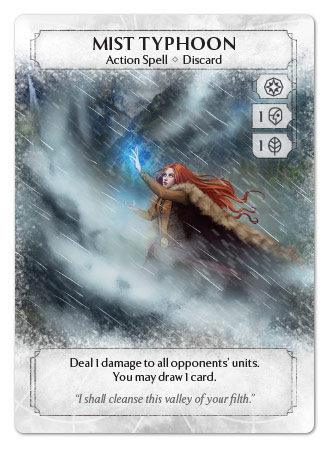 MIST TYPHOON
Action Spell ◇ Discard
1
1
Deal 1 damage to all opponents' units.
You may draw 1 card.
“I shall cleanse this valley of your filth.”